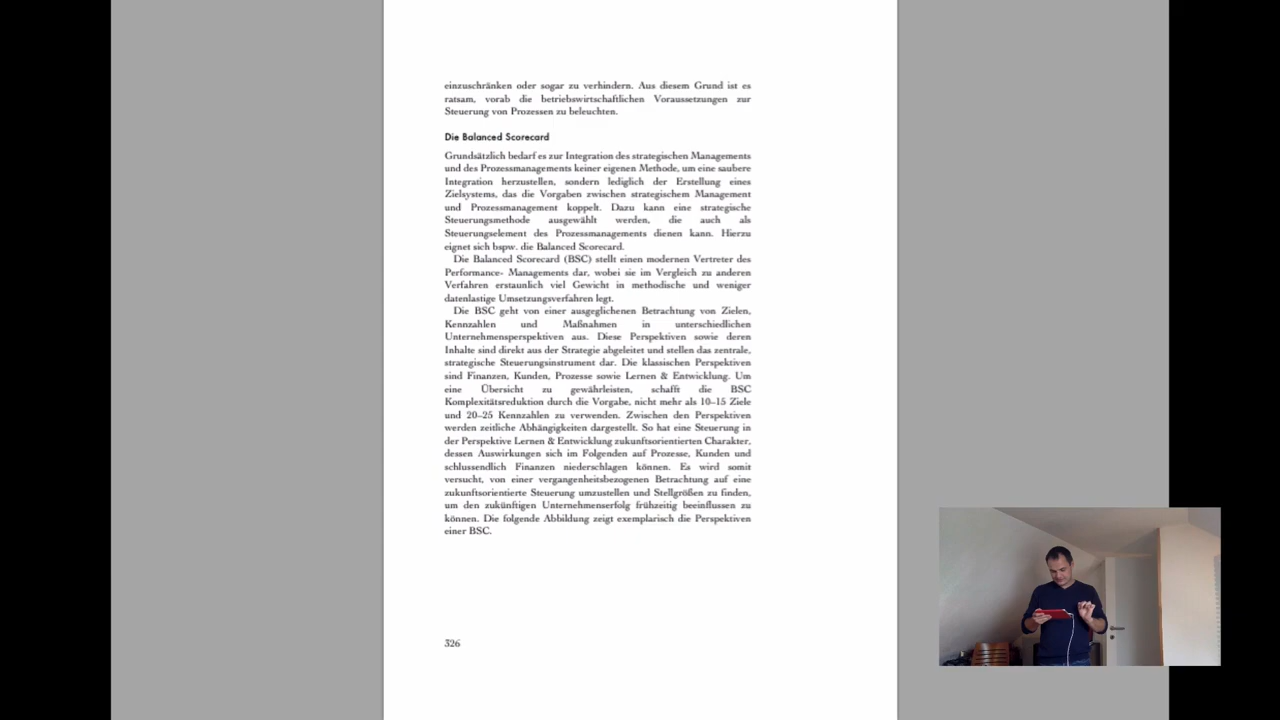 einzuschränken oder sogar zu verhindern. Aus diesem Grund ist es
ratsam, vorab die betriebswirtschaftlichen Voraussetzungen zur
Steuerung von Prozessen zu beleuchten.
Die Balanced Scorecard
Grundsätzlich bedarf es zur Integration des strategischen Managements
und des Prozessmanagements keiner eigenen Methode, um eine saubere
Integration herzustellen, sondern lediglich der Erstellung eines
Zielsystems, das die Vorgaben zwischen strategischem Management
und Prozessmanagement koppelt. Dazu kann eine strategische
Steuerungsmethode ausgewählt werden, die auch als
Steuerungselement des Prozessmanagements dienen kann. Hierzu
eignet sich bspw. die Balanced Scorecard.
Die Balanced Scorecard (BSC) stellt einen modernen Vertreter des
Performance- Managements dar, wobei sie im Vergleich zu anderen
Verfahren erstaunlich viel Gewicht in methodische und weniger
datenlastige Umsetzungsverfahren legt.
Die BSC geht von einer ausgeglichenen Betrachtung von Zielen,
Kennzahlen und Maßnahmen in unterschiedlichen
Unternehmensperspektiven aus. Diese Perspektiven sowie deren
Inhalte sind direkt aus der Strategie abgeleitet und stellen das zentrale,
strategische Steuerungsinstrument dar. Die klassischen Perspektiven
sind Finanzen, Kunden, Prozesse sowie Lernen & Entwicklung. Um
eine Übersicht zu gewährleisten, schafft die BSC
Komplexitätsreduktion durch die Vorgabe, nicht mehr als 10–15 Ziele
und 20–25 Kennzahlen zu verwenden. Zwischen den Perspektiven
werden zeitliche Abhängigkeiten dargestellt. So hat eine Steuerung in
der Perspektive Lernen & Entwicklung zukunftsorientierten Charakter,
dessen Auswirkungen sich im Folgenden auf Prozesse, Kunden und
schlussendlich Finanzen niederschlagen können. Es wird somit
versucht, von einer vergangenheitsbezogenen Betrachtung auf eine
zukunftsorientierte Steuerung umzustellen und Stellgrößen zu finden,
um den zukünftigen Unternehmenserfolg frühzeitig beeinflussen zu
können. Die folgende Abbildung zeigt exemplarisch die Perspektiven
einer BSC.
326